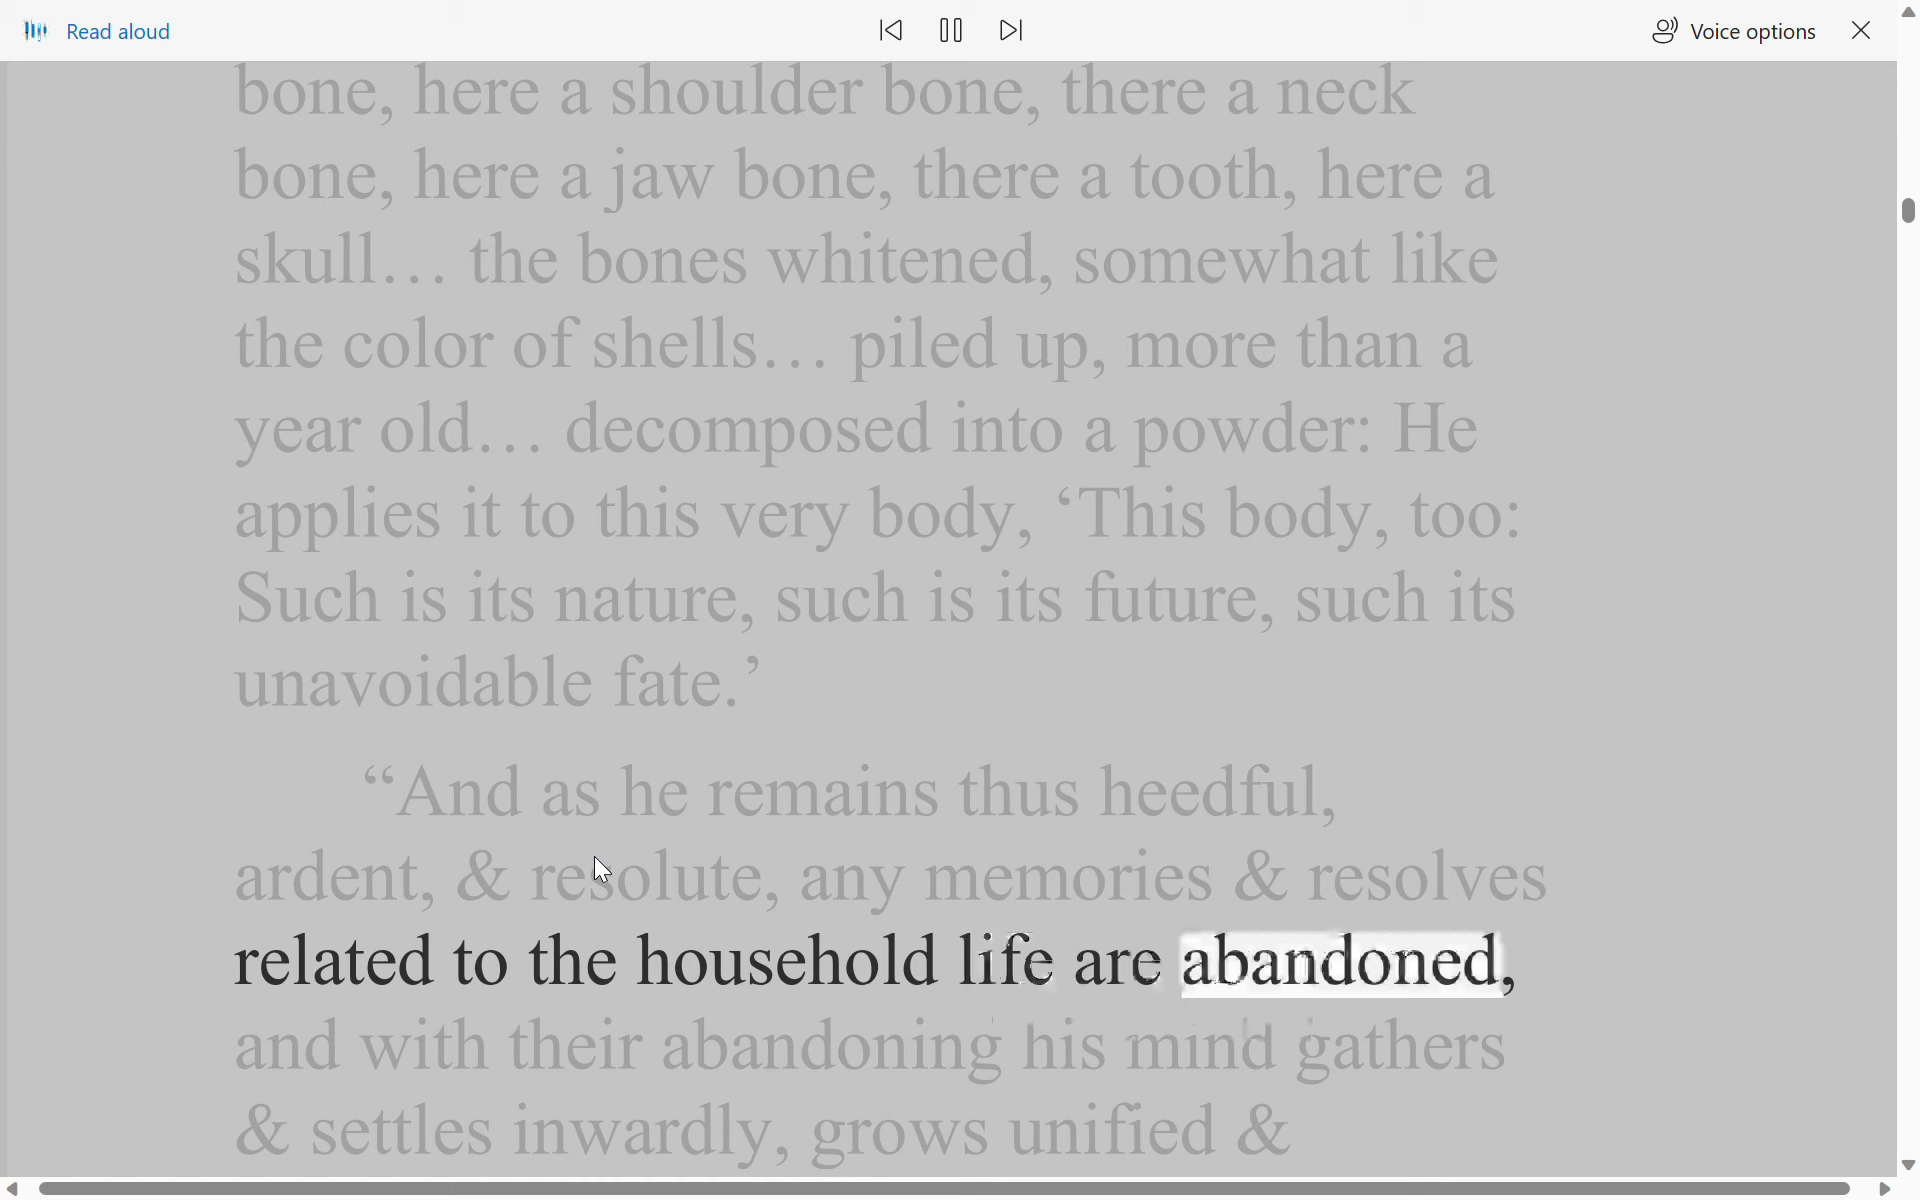 Read aloud
Voice options
bone, here a shoulder bone, there a neck
bone, here a jaw bone, there a tooth, here a
skull… the bones whitened, somewhat like
the color of shells… piled up, more than a
year old… decomposed into a powder: He
applies it to this very body, ‘This body, too:
Such is its nature, such is its future, such its
unavoidable fate.’
“And as he remains thus heedful,
ardent, & resolute, any memories & resolves
related to the household life are abandoned,
and with their abandoning his mind gathers
& settles inwardly, grows unified &